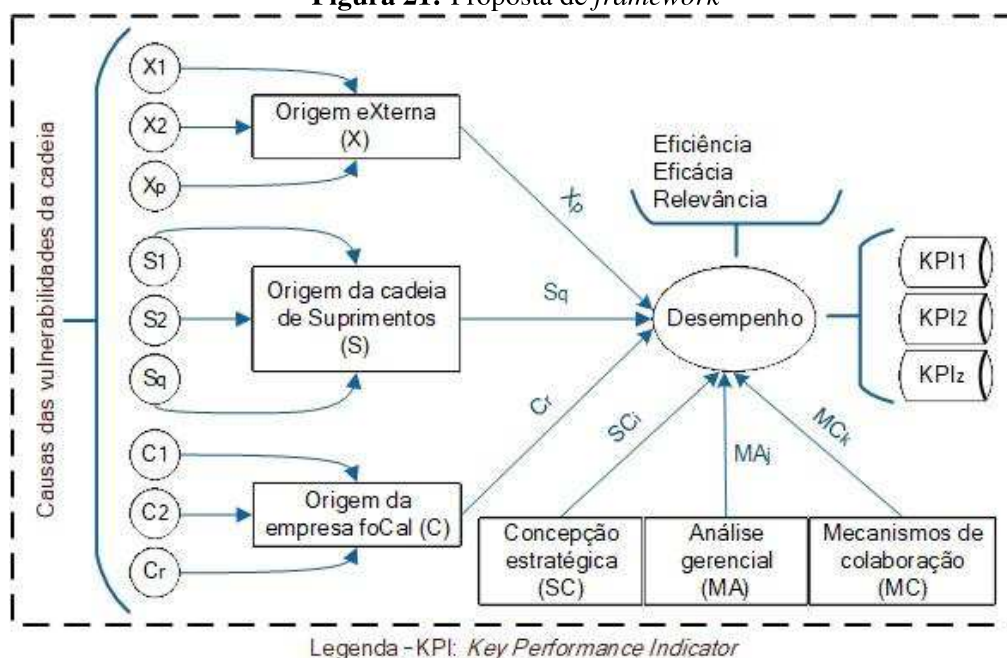 Figura 21: Proposta de framework
Causas das vulnerabilidades da cadeia
X1
X2
Xp
Origem eXterna
(X)
S1
S2
Sq
Origem da cadeia
de Suprimentos
(S)
C1
C2
Cr
Origem da
empresa foCal (C)
Xp
Sq
Cr
SCi
MAj
MCk
Eficiência
Eficácia
Relevância
Desempenho
KPI1
KPI2
KPIz
Concepção
estratégica
(SC)
Análise
gerencial
(MA)
Mecanismos de
colaboração
(MC)
Legenda - KPI: Key Performance Indicator